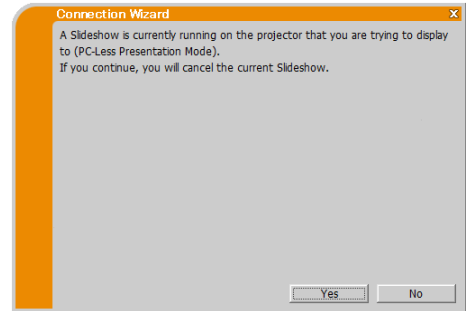 Connection Wizard
x
A Slideshow is currently running on the projector that you are trying to display
to (PC-Less Presentation Mode).
If you continue, you will cancel the current Slideshow.
Yes No